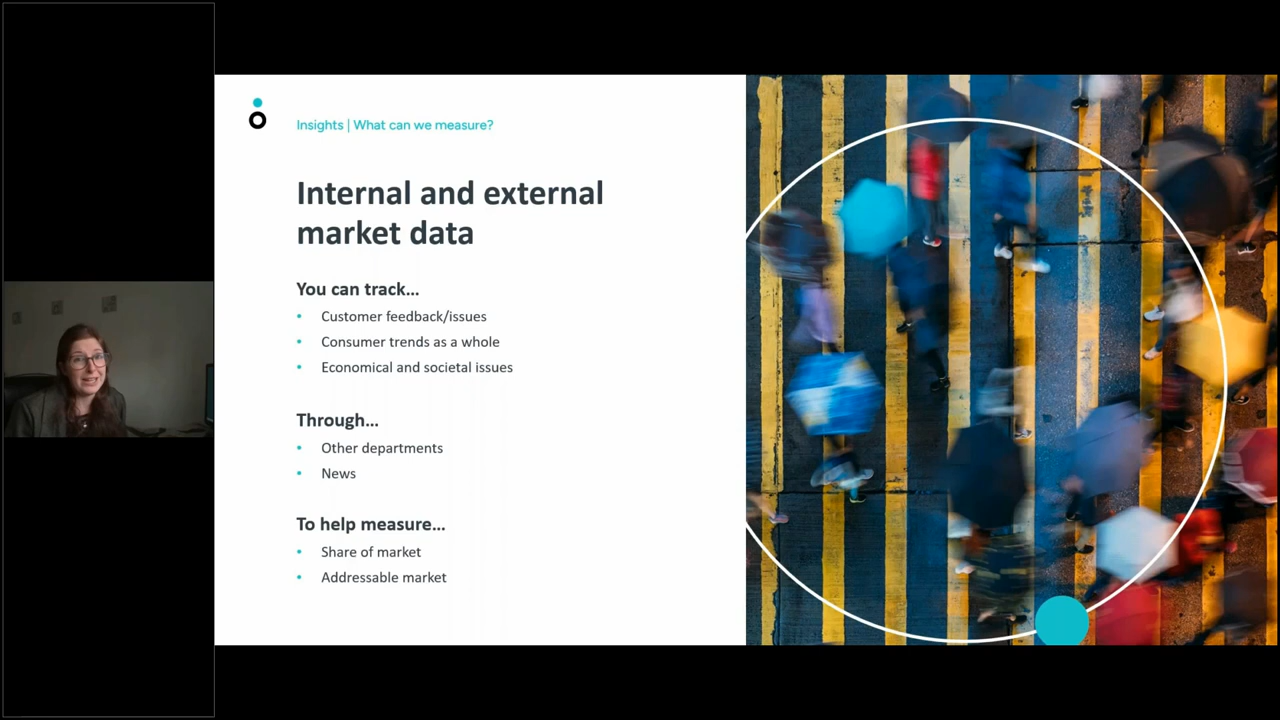 Insights | What can we measure?
Internal and external
market data
You can track...
• Customer feedback/issues
• Consumer trends as a whole
• Economical and societal issues
Through...
• Other departments
• News
To help measure...
• Share of market
• Addressable market